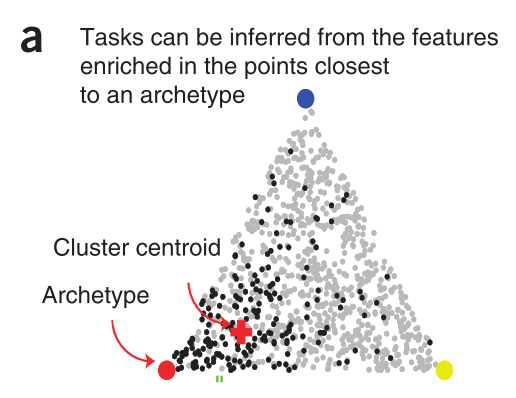 a
Tasks can be inferred from the features
enriched in the points closest
to an archetype
Cluster centroid
Archetype